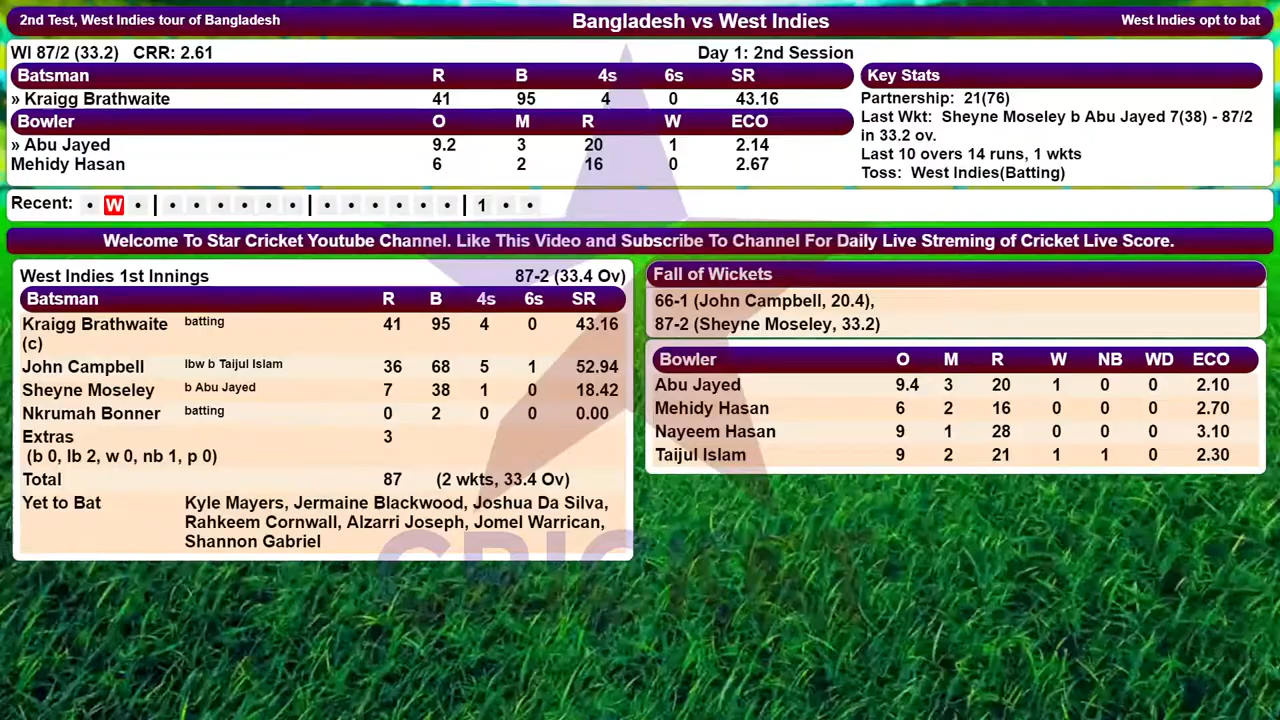 2nd Test, West Indies tour of Bangladesh Bangladesh vs West Indies West Indies opt to bat
WI 87/2 (33.2) CRR: 2.61 Day 1: 2nd Session
Batsman R B 4s 6s SR
» Kraigg Brathwaite 41 95 4 0 43.16
Bowler O M R W ECO
» Abu Jayed 9.2 3 20 1 2.14
Mehidy Hasan 6 2 16 0 2.67
Key Stats
Partnership: 21(76)
Last Wkt: Sheyne Moseley b Abu Jayed 7(38) - 87/2
in 33.2 ov.
Last 10 overs 14 runs, 1 wkts
Toss: West Indies(Batting)
Recent: • W • | • • • • • • | • • • • • • | 1 • •
Welcome To Star Cricket Youtube Channel. Like This Video and Subscribe To Channel For Daily Live Streming of Cricket Live Score.
West Indies 1st Innings 87-2 (33.4 Ov)
Batsman R B 4s 6s SR
Kraigg Brathwaite batting 41 95 4 0 43.16
(c)
John Campbell lbw b Taijul Islam 36 68 5 1 52.94
Sheyne Moseley b Abu Jayed 7 38 1 0 18.42
Nkrumah Bonner batting 0 2 0 0 0.00
Extras 3
(b 0, lb 2, w 0, nb 1, p 0)
Total 87 (2 wkts, 33.4 Ov)
Yet to Bat Kyle Mayers, Jermaine Blackwood, Joshua Da Silva,
Rahkeem Cornwall, Alzarri Joseph, Jomel Warrican,
Shannon Gabriel
Fall of Wickets
66-1 (John Campbell, 20.4),
87-2 (Sheyne Moseley, 33.2)
Bowler O M R W NB WD ECO
Abu Jayed 9.4 3 20 1 0 0 2.10
Mehidy Hasan 6 2 16 0 0 0 2.70
Nayeem Hasan 9 1 28 0 0 0 3.10
Taijul Islam 9 2 21 1 1 0 2.30